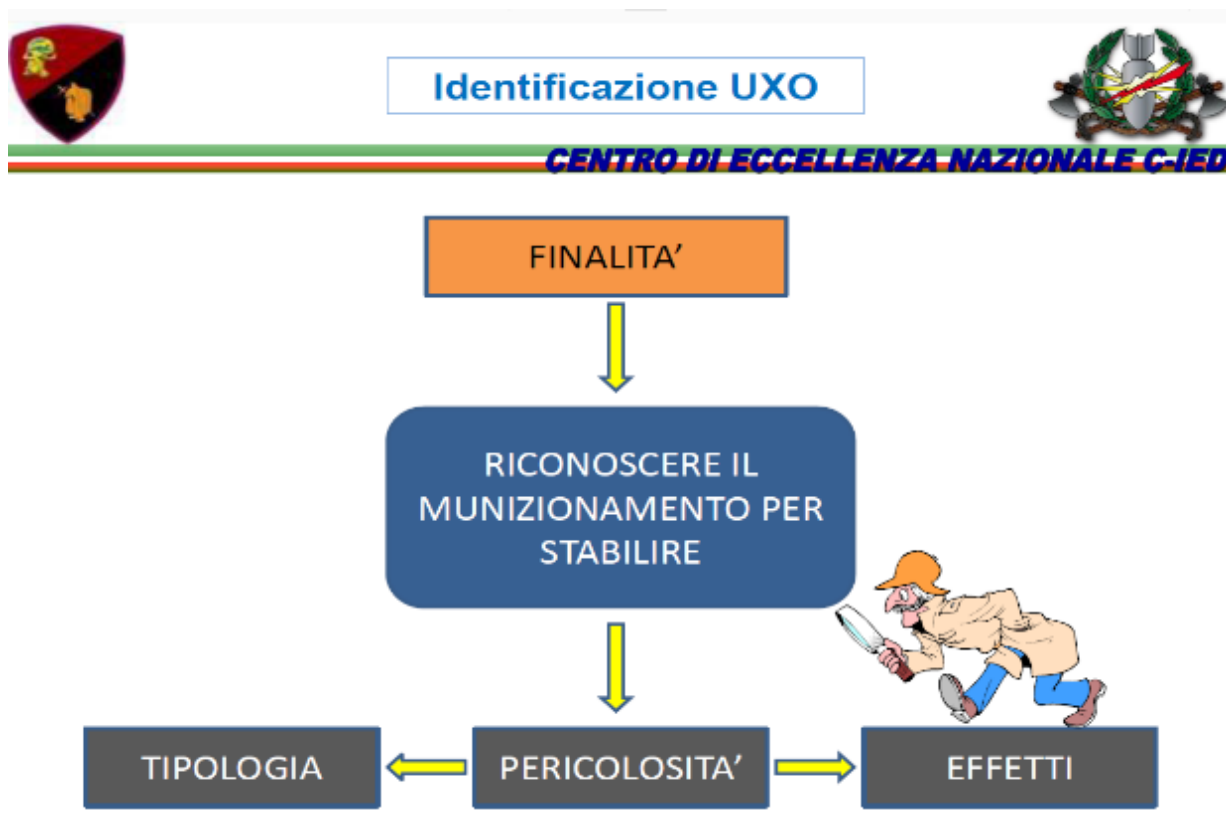 Identificazione UXO
CENTRO DI ECCELLENZA NAZIONALE C-IED
FINALITA’
RICONOSCERE IL
MUNIZIONAMENTO PER
STABILIRE
TIPOLOGIA
PERICOLOSITA’
EFFETTI